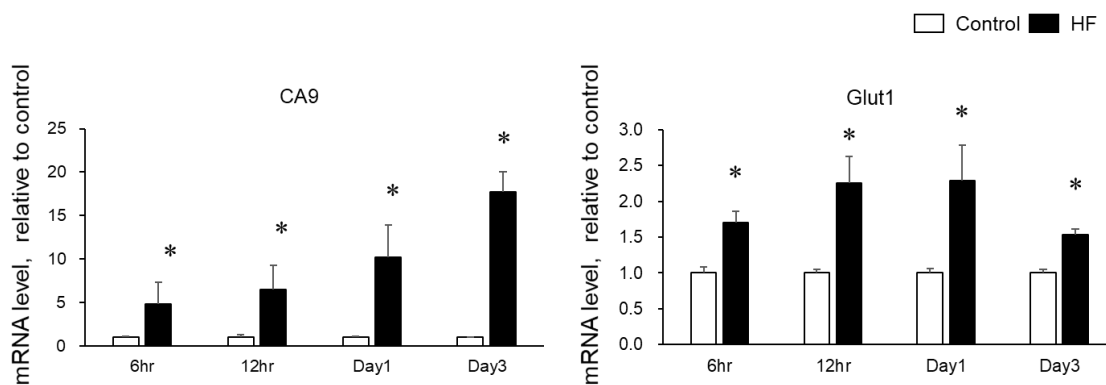 Control HF
CA9
mRNA level, relative to control
25
20
15
10
5
0
* * * *
6hr 12hr Day1 Day3
Glut1
mRNA level, relative to control
3.0
2.5
2.0
1.5
1.0
0.5
0.0
* * * *
6hr 12hr Day1 Day3